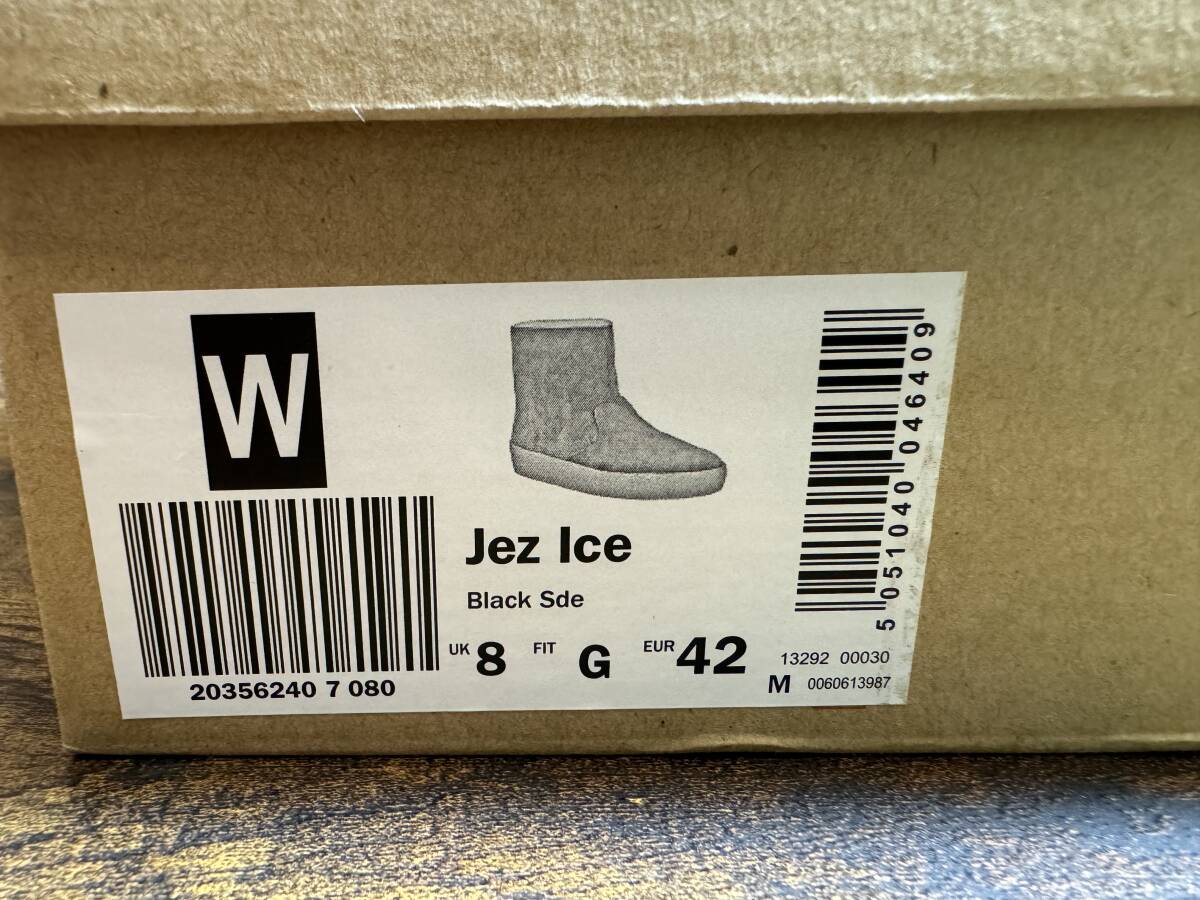 W
20356240 7 080
Jez Ice
Black Sde
UK 8 FIT G EUR 42
13292 00030
M 0060613987
5 051040 046409